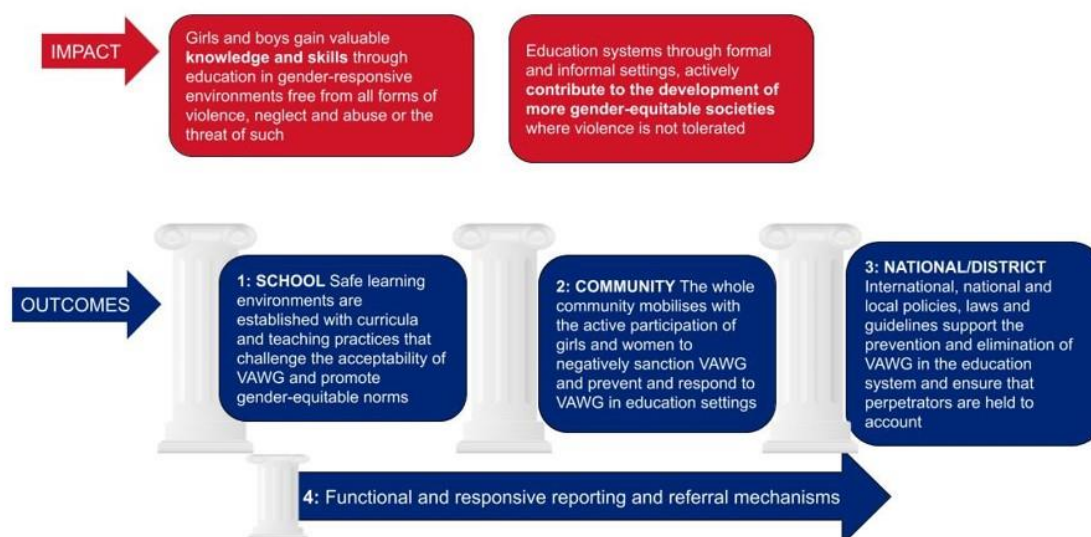 IMPACT
Girls and boys gain valuable
knowledge and skills through
education in gender-responsive
environments free from all forms of
violence, neglect and abuse or the
threat of such
Education systems through formal
and informal settings, actively
contribute to the development of
more gender-equitable societies
where violence is not tolerated
OUTCOMES
1: SCHOOL Safe learning
environments are
established with curricula
and teaching practices that
challenge the acceptability of
VAWG and promote
gender-equitable norms
2: COMMUNITY The whole
community mobilises with
the active participation of
girls and women to
negatively sanction VAWG
and prevent and respond to
VAWG in education settings
3: NATIONAL/DISTRICT
International, national and
local policies, laws and
guidelines support the
prevention and elimination of
VAWG in the education
system and ensure that
perpetrators are held to
account
4: Functional and responsive reporting and referral mechanisms